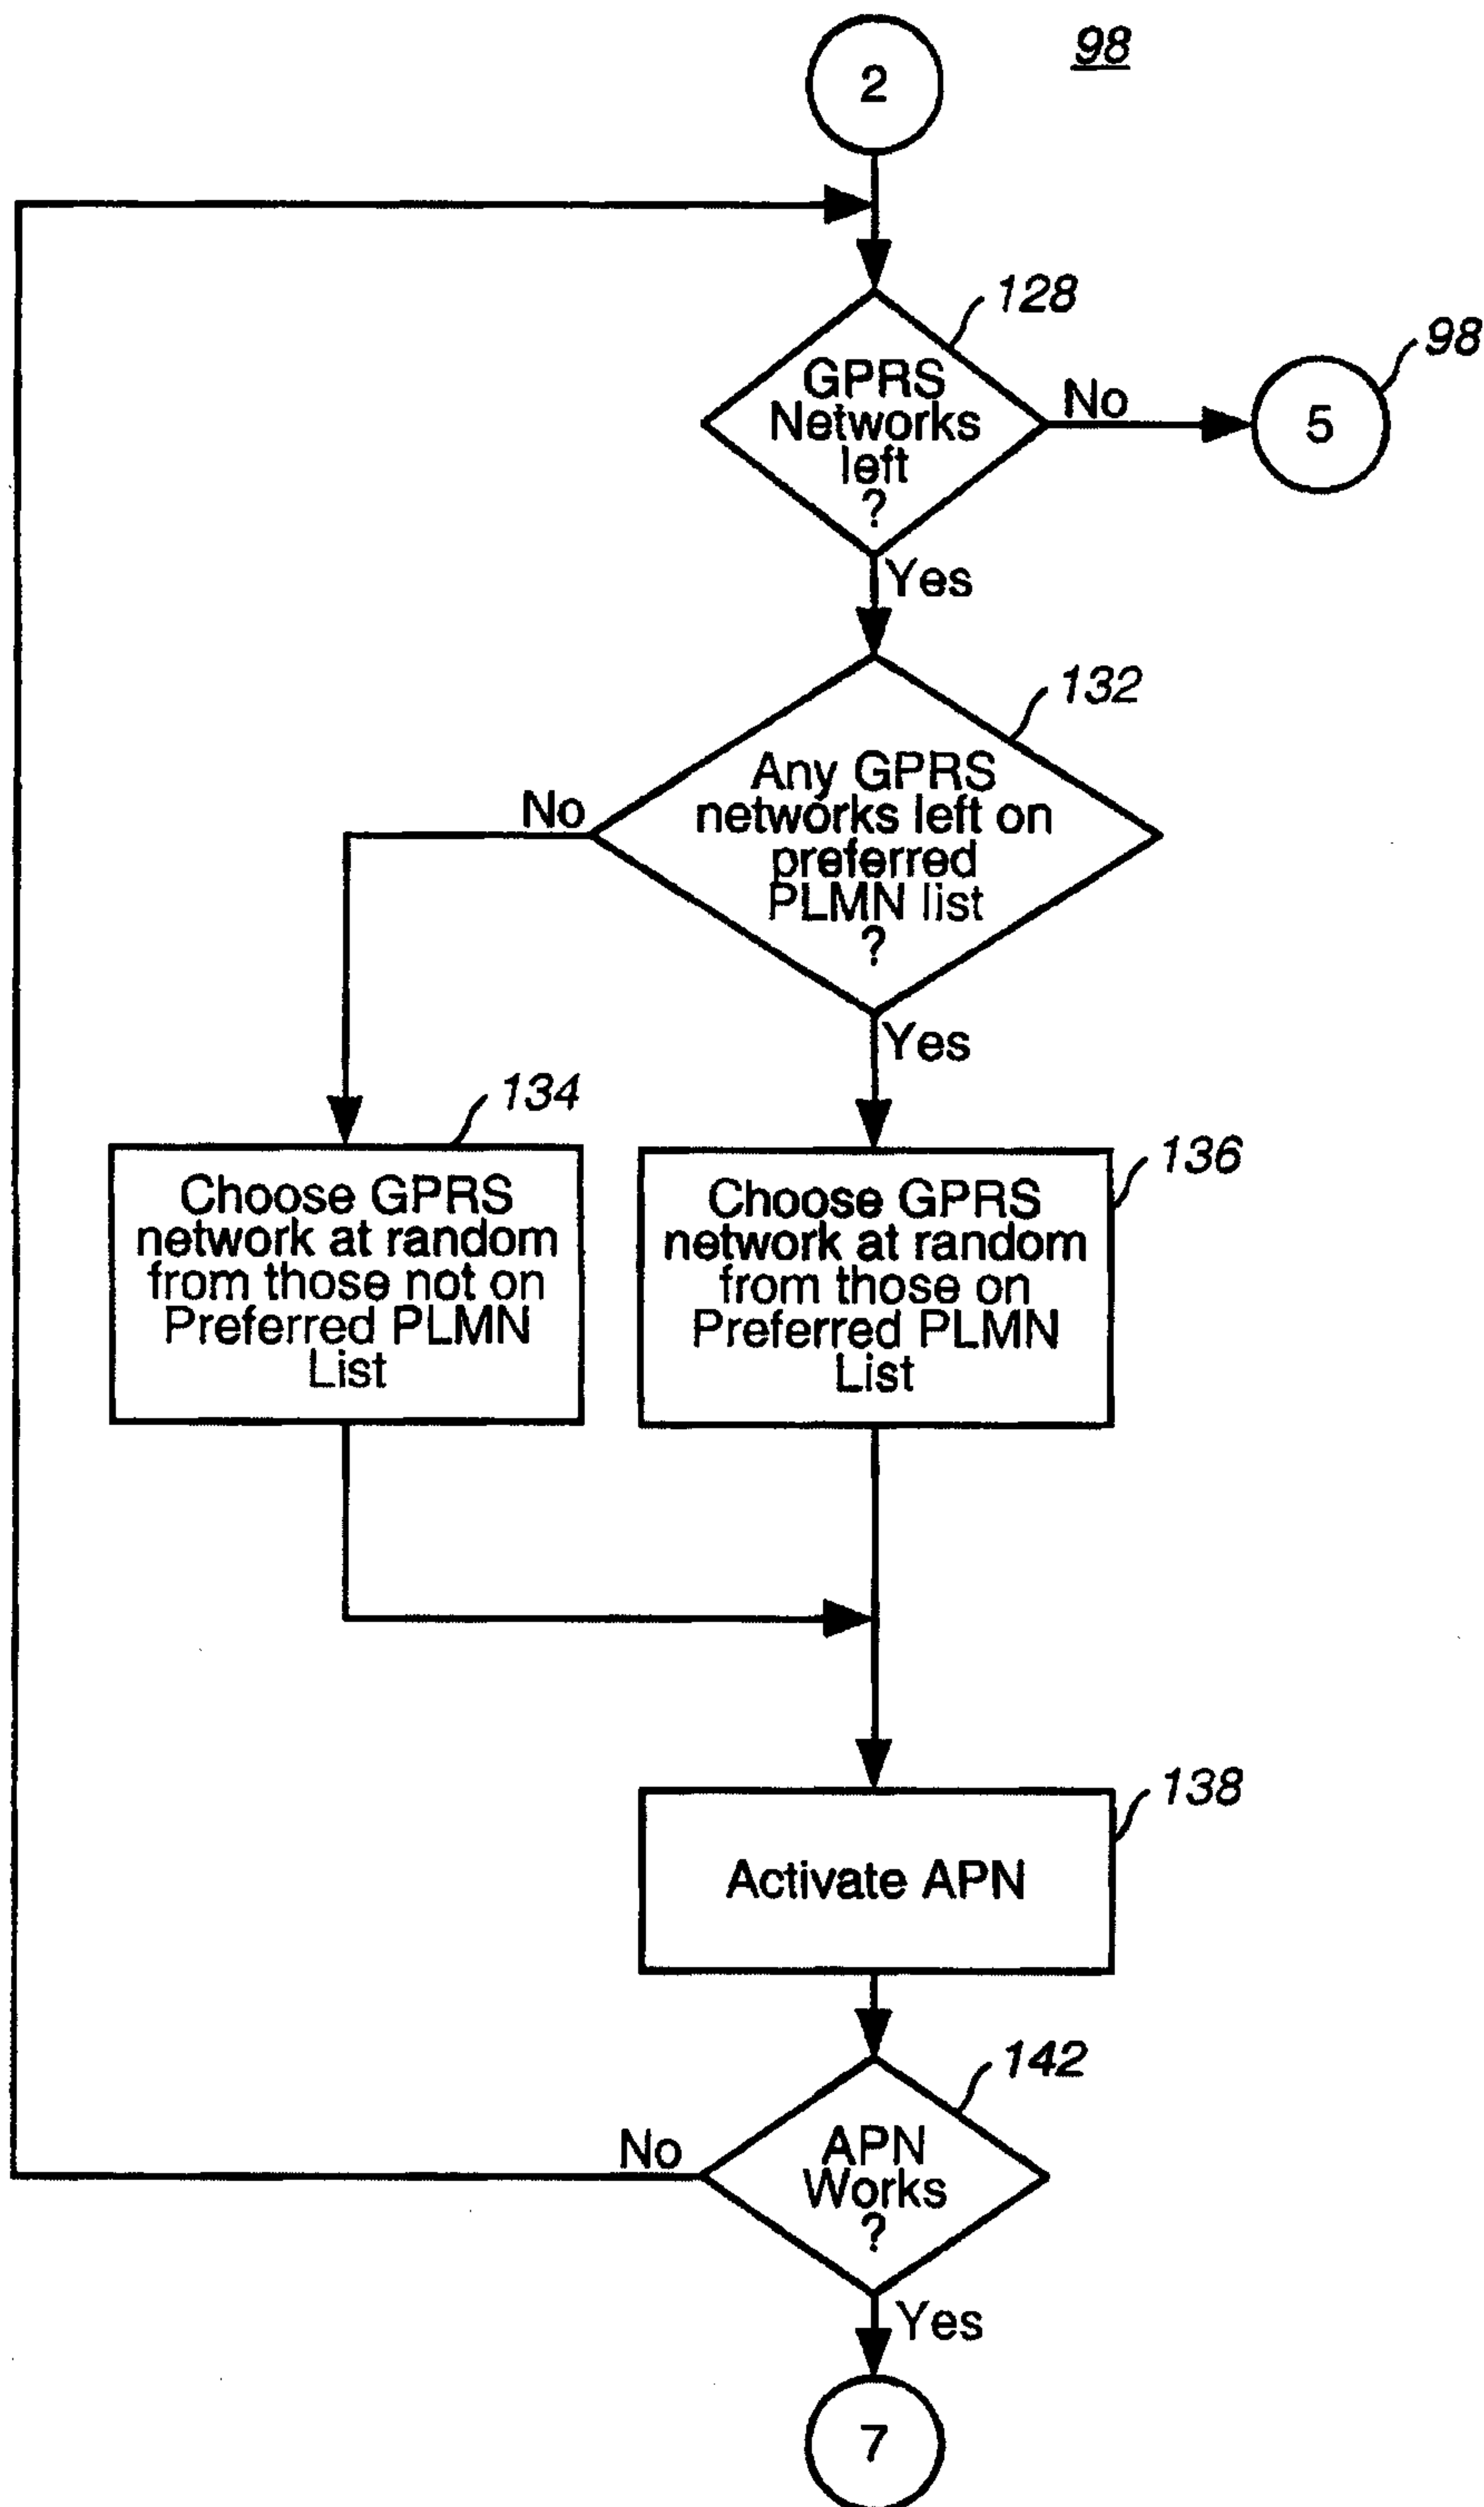 2
98
128
GPRS
Networks
left
?
No
98
5
Yes
132
Any GPRS
networks left on
preferred
PLMN list
?
No
Yes
134
Choose GPRS
network at random
from those not on
Preferred PLMN
List
136
Choose GPRS
network at random
from those on
Preferred PLMN
List
138
Activate APN
142
APN
Works
?
No
Yes
7